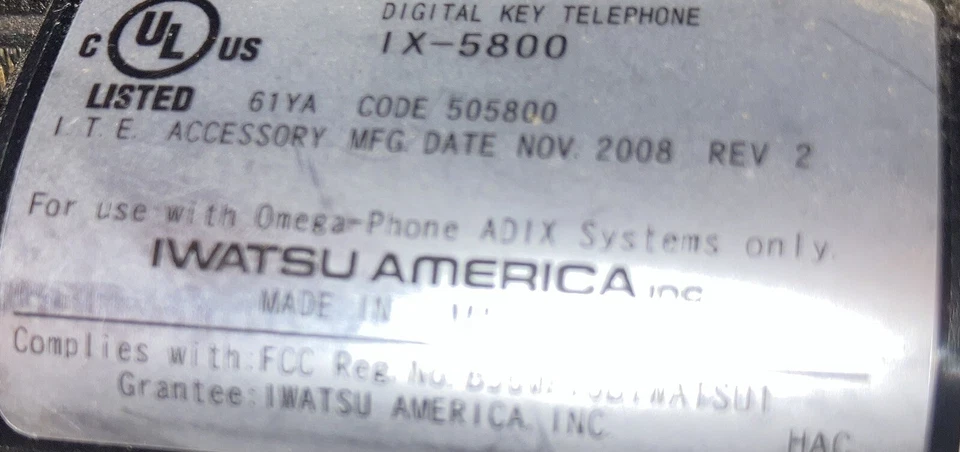 DIGITAL KEY TELEPHONE
C UL US IX-5800
LISTED 61YA CODE 505800
I.T.E. ACCESSORY MFG. DATE NOV. 2008 REV 2
For use with Omega-Phone ADIX Systems only.
IWATSU AMERICA inc
MADE IN
Complies with:FCC Reg. No.
Grantee:IWATSU AMERICA, INC
HAC